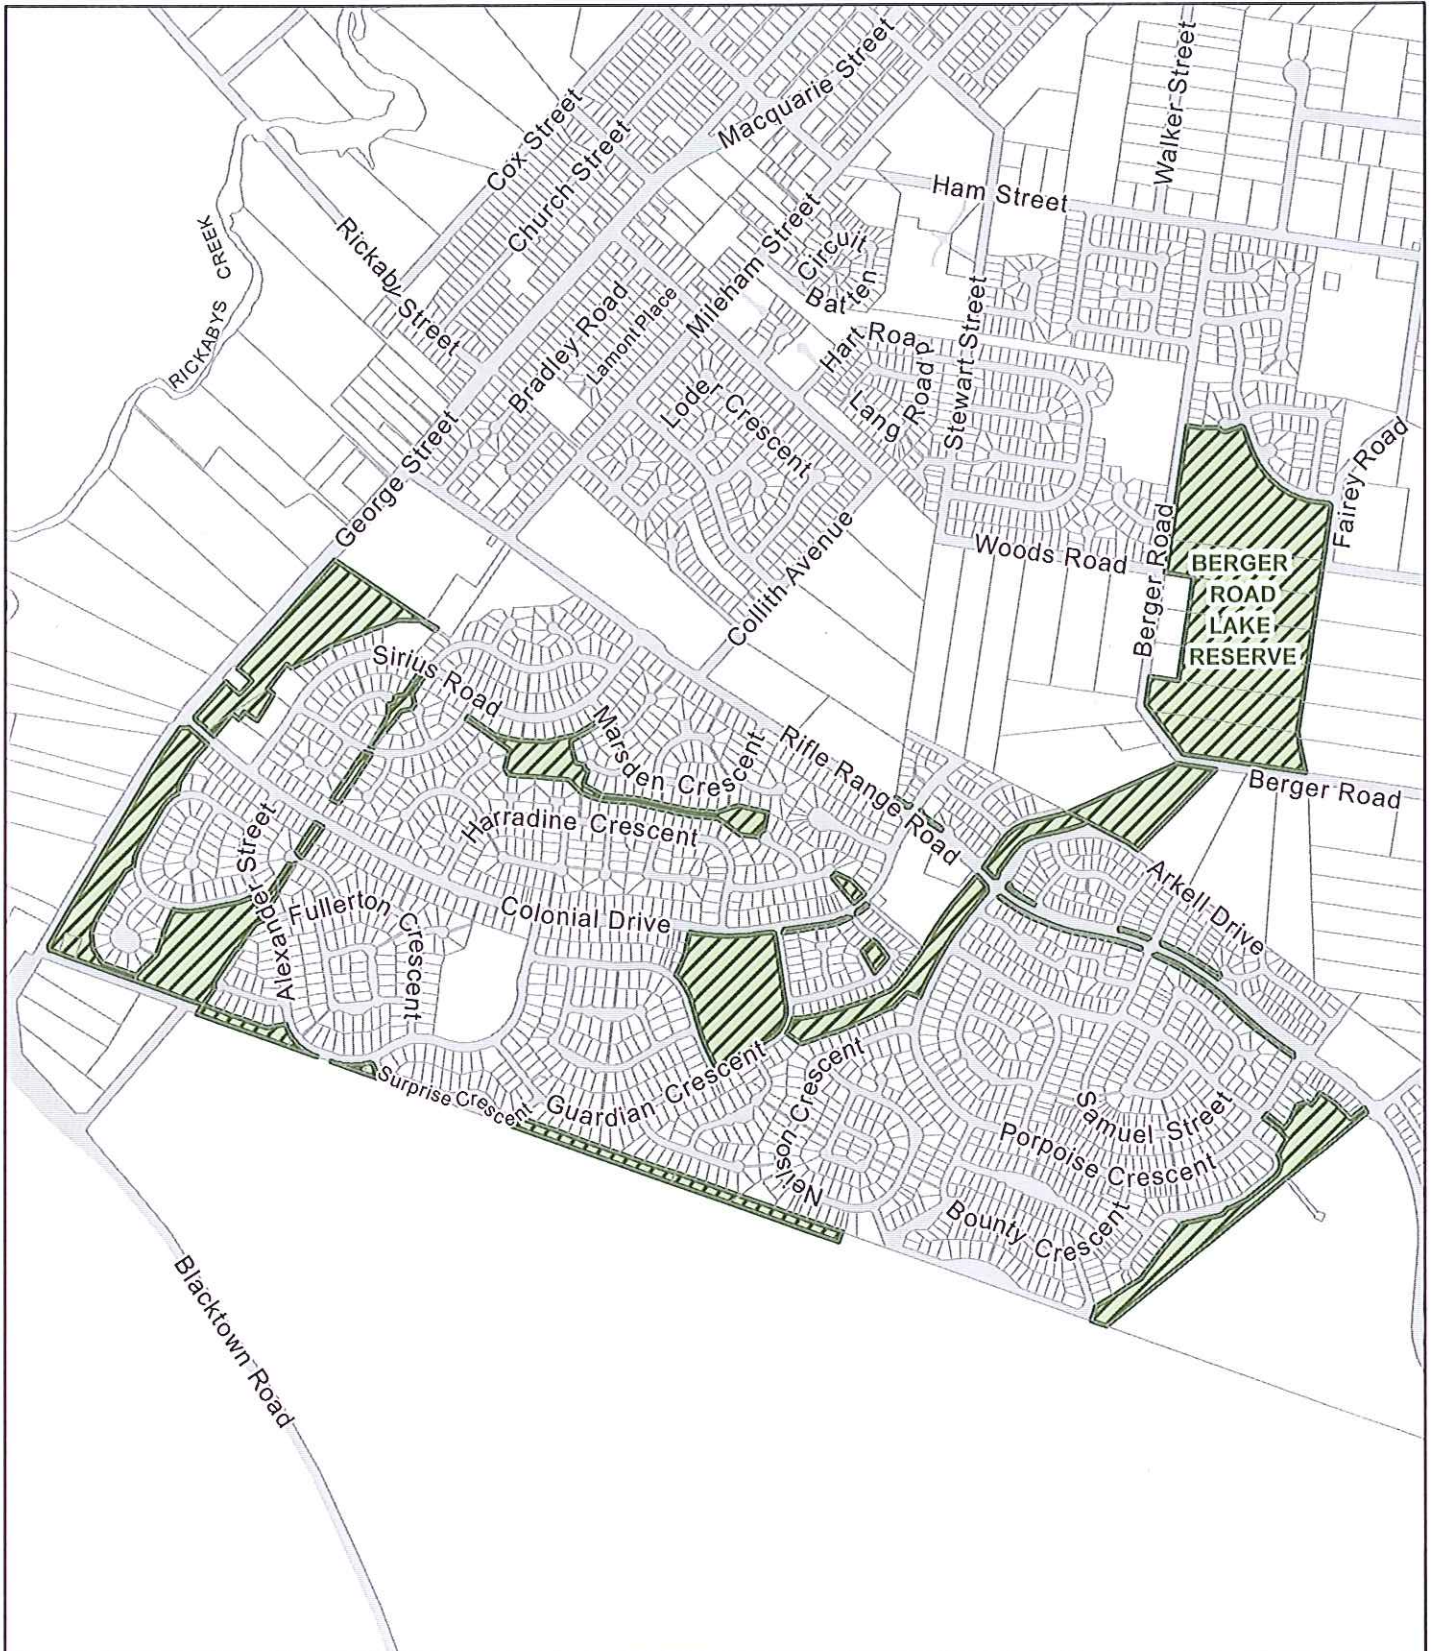 Macquarie Street
Walker Street
Cox Street
Church Street
Ham Street
RICKABYS CREEK
Rickaby Street
Mileham Street
Circuit
Batten
Bradley Road
Lamont Place
Hart Road
Lang Road
Stewart Street
Loder Crescent
George Street
Fairey Road
Collith Avenue
Woods Road
Berger Road
BERGER
ROAD
LAKE
RESERVE
Sirius Road
Marsden Crescent
Rifle Range Road
Berger Road
Harradine Crescent
Alexander Street
Fullerton Crescent
Colonial Drive
Arkell Drive
Surprise Crescent
Guardian Crescent
Neilson Crescent
Samuel Street
Porpoise Crescent
Bounty Crescent
Blacktown Road